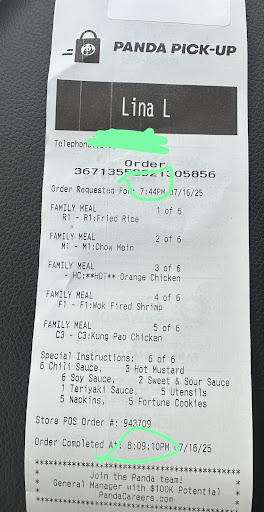 PANDA PICK-UP
Lina L
Telephone
Order
Order Requested For: 7:44PM 07/16/25
FAMILY MEAL 1 of 6
R1 - R1:Fried Rice
FAMILY MEAL 2 of 6
M1 - M1:Chow Mein
FAMILY MEAL 3 of 6
- HC:**HOT** Orange Chicken
FAMILY MEAL 4 of 6
F1 - F1:Wok Fired Shrimp
FAMILY MEAL 5 of 6
C3 - C3:Kung Pao Chicken
Special Instructions: 6 of 6
6 Chili Sauce, 3 Hot Mustard
6 Soy Sauce, 2 Sweet & Sour Sauce
1 Teriyaki Sauce, 5 Utensils
5 Napkins, 5 Fortune Cookies
Store POS Order #: 943709
Order Completed At: 8:09:10PM 07/16/25
Join the Panda team!
General Manager with $100K Potential
PandaCareers.com